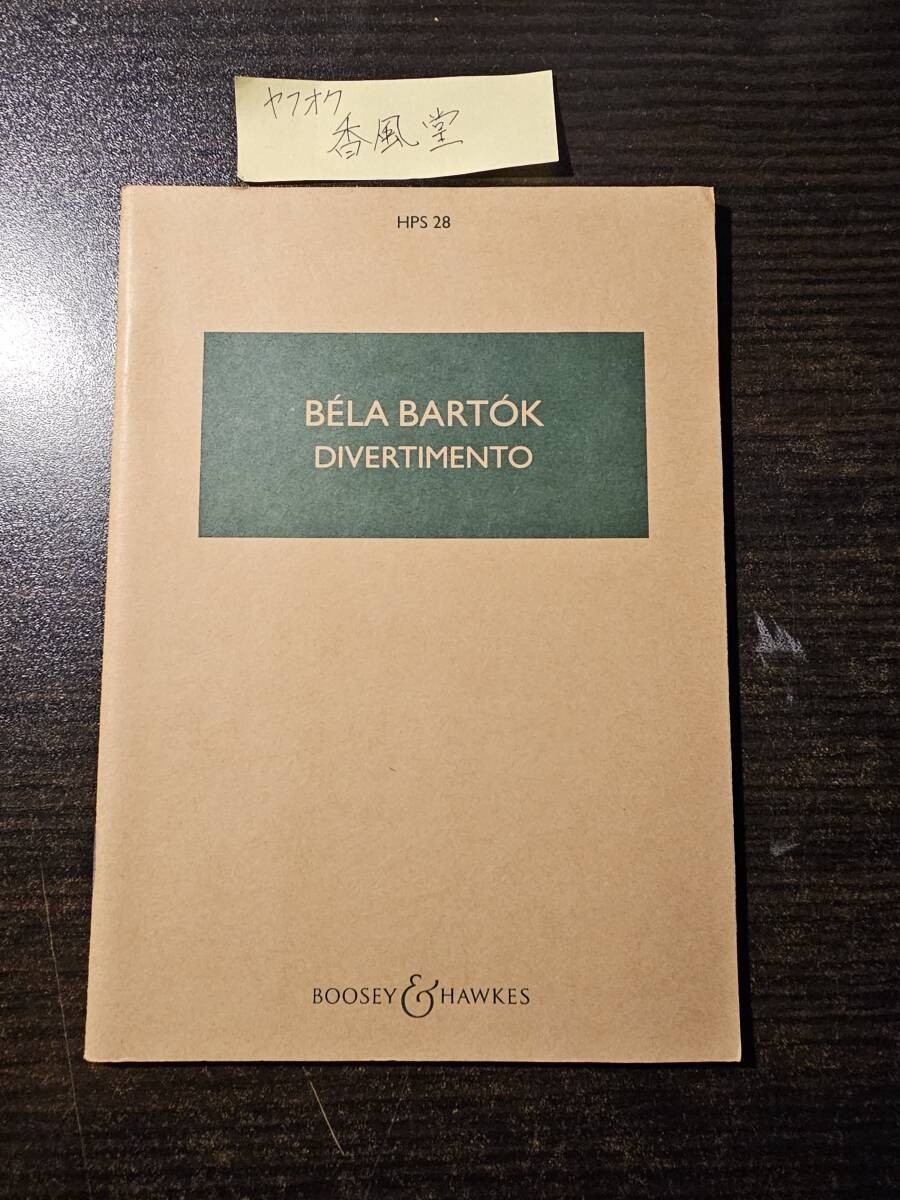 ヤフオク
香風堂
HPS 28
BÉLA BARTÓK
DIVERTIMENTO
BOOSEY & HAWKES